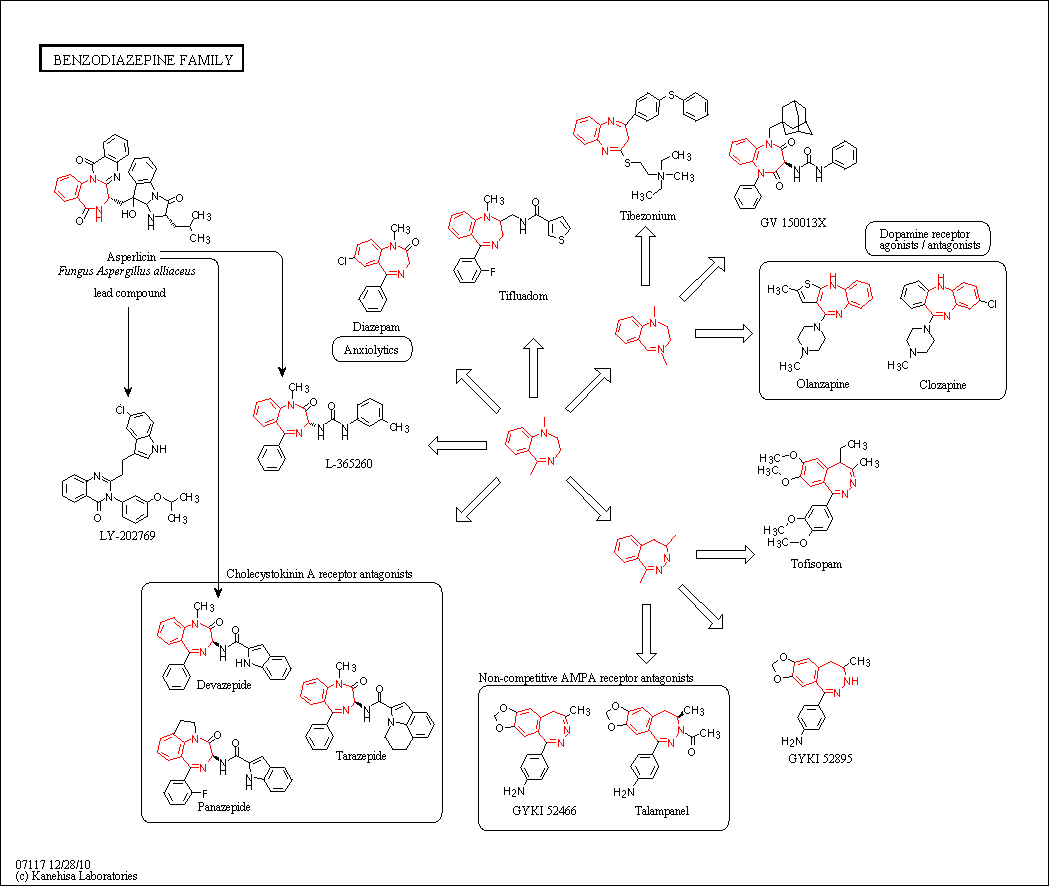 BENZODIAZEPINE FAMILY
Asperlicin
Fungus Aspergillus alliaceus
lead compound
Diazepam
Anxiolytics
Tifluadom
Tibezonium
GV 150013X
Dopamine receptor
agonists / antagonists
Olanzapine
Clozapine
L-365260
LY-202769
Tofisopam
Cholecystokinin A receptor antagonists
Devazepide
Tarazepide
Panazepide
Non-competitive AMPA receptor antagonists
GYKI 52466
Talampanel
GYKI 52895
07117 12/28/10
(c) Kanehisa Laboratories